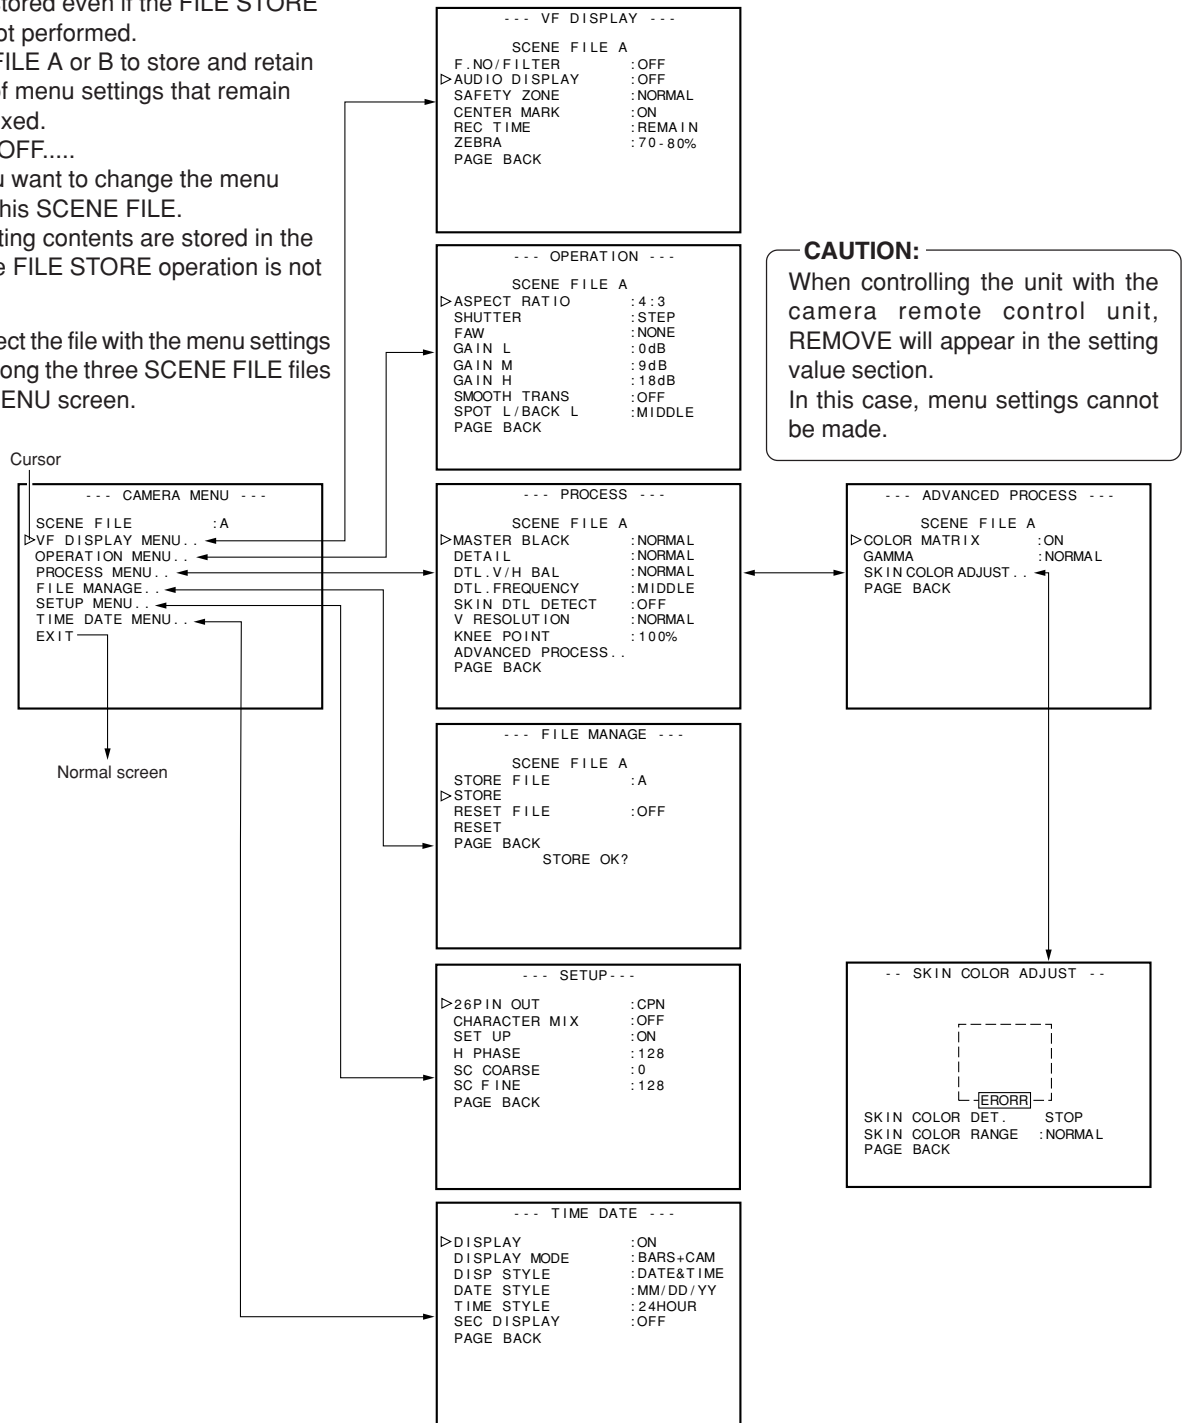 stored even if the FILE STORE
ot performed.
FILE A or B to store and retain
of menu settings that remain
ixed.
OFF.....
u want to change the menu
his SCENE FILE.
ting contents are stored in the
e FILE STORE operation is not
ect the file with the menu settings
ong the three SCENE FILE files
ENU screen.
Cursor
--- CAMERA MENU ---
SCENE FILE :A
VF DISPLAY MENU..
OPERATION MENU..
PROCESS MENU..
FILE MANAGE..
SETUP MENU..
TIME DATE MENU..
EXIT
Normal screen
--- VF DISPLAY ---
SCENE FILE A
F.NO/FILTER :OFF
AUDIO DISPLAY :OFF
SAFETY ZONE :NORMAL
CENTER MARK :ON
REC TIME :REMAIN
ZEBRA :70-80%
PAGE BACK
--- OPERATION ---
SCENE FILE A
ASPECT RATIO :4:3
SHUTTER :STEP
FAW :NONE
GAIN L :0dB
GAIN M :9dB
GAIN H :18dB
SMOOTH TRANS :OFF
SPOT L/BACK L :MIDDLE
PAGE BACK
CAUTION:
When controlling the unit with the
camera remote control unit,
REMOVE will appear in the setting
value section.
In this case, menu settings cannot
be made.
--- PROCESS ---
SCENE FILE A
MASTER BLACK :NORMAL
DETAIL :NORMAL
DTL.V/H BAL :NORMAL
DTL.FREQUENCY :MIDDLE
SKIN DTL DETECT :OFF
V RESOLUTION :NORMAL
KNEE POINT :100%
ADVANCED PROCESS..
PAGE BACK
--- ADVANCED PROCESS ---
SCENE FILE A
COLOR MATRIX :ON
GAMMA :NORMAL
SKIN COLOR ADJUST..
PAGE BACK
--- FILE MANAGE ---
SCENE FILE A
STORE FILE :A
STORE
RESET FILE :OFF
RESET
PAGE BACK
STORE OK?
--- SETUP---
26PIN OUT :CPN
CHARACTER MIX :OFF
SET UP :ON
H PHASE :128
SC COARSE :0
SC FINE :128
PAGE BACK
-- SKIN COLOR ADJUST --
ERORR
SKIN COLOR DET. STOP
SKIN COLOR RANGE :NORMAL
PAGE BACK
--- TIME DATE ---
DISPLAY :ON
DISPLAY MODE :BARS+CAM
DISP STYLE :DATE&TIME
DATE STYLE :MM/DD/YY
TIME STYLE :24HOUR
SEC DISPLAY :OFF
PAGE BACK